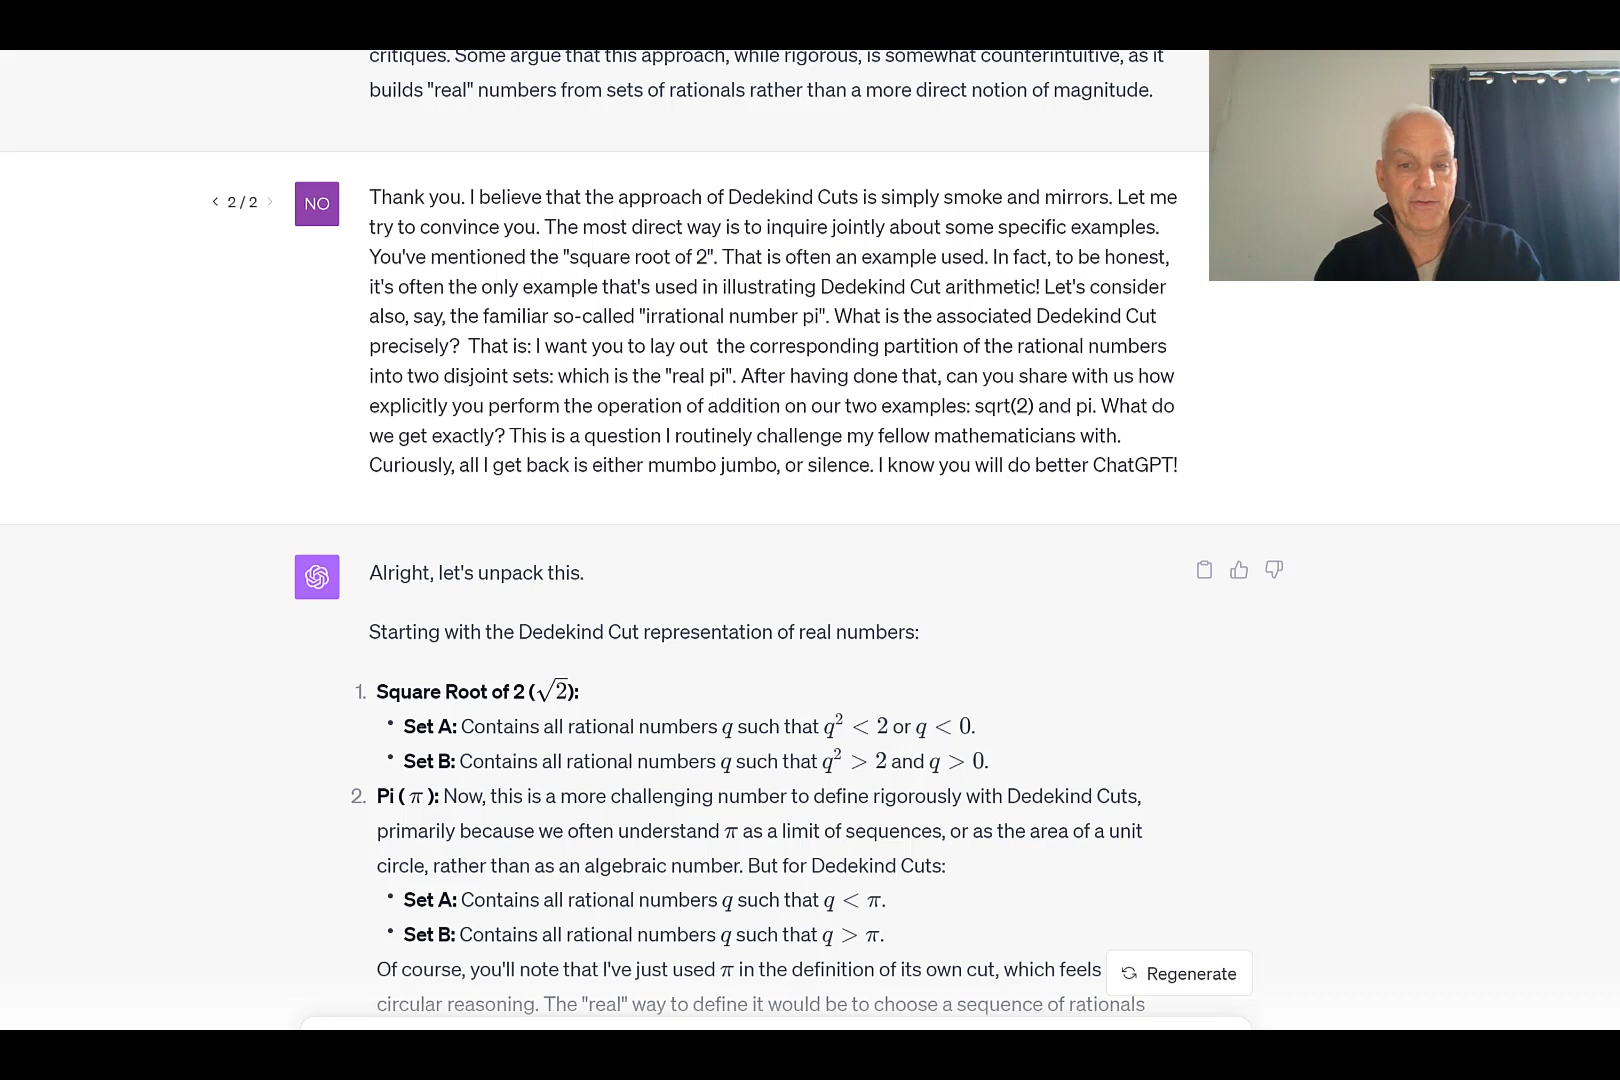 critiques. Some argue that this approach, while rigorous, is somewhat counterintuitive, as it
builds "real" numbers from sets of rationals rather than a more direct notion of magnitude.
< 2 / 2 >
NO
Thank you. I believe that the approach of Dedekind Cuts is simply smoke and mirrors. Let me
try to convince you. The most direct way is to inquire jointly about some specific examples.
You've mentioned the "square root of 2". That is often an example used. In fact, to be honest,
it's often the only example that's used in illustrating Dedekind Cut arithmetic! Let's consider
also, say, the familiar so-called "irrational number pi". What is the associated Dedekind Cut
precisely?  That is: I want you to lay out  the corresponding partition of the rational numbers
into two disjoint sets: which is the "real pi". After having done that, can you share with us how
explicitly you perform the operation of addition on our two examples: sqrt(2) and pi. What do
we get exactly? This is a question I routinely challenge my fellow mathematicians with.
Curiously, all I get back is either mumbo jumbo, or silence. I know you will do better ChatGPT!
Alright, let's unpack this.
Starting with the Dedekind Cut representation of real numbers:
1. Square Root of 2 (√2):
• Set A: Contains all rational numbers q such that q² < 2 or q < 0.
• Set B: Contains all rational numbers q such that q² > 2 and q > 0.
2. Pi ( π ): Now, this is a more challenging number to define rigorously with Dedekind Cuts,
primarily because we often understand π as a limit of sequences, or as the area of a unit
circle, rather than as an algebraic number. But for Dedekind Cuts:
• Set A: Contains all rational numbers q such that q < π.
• Set B: Contains all rational numbers q such that q > π.
Of course, you'll note that I've just used π in the definition of its own cut, which feels
Regenerate
circular reasoning. The "real" way to define it would be to choose a sequence of rationals